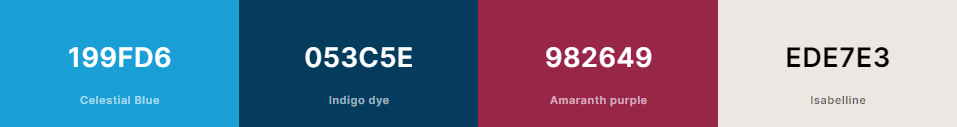 199FD6 053C5E 982649 EDE7E3
Celestial Blue Indigo dye Amaranth purple Isabelline